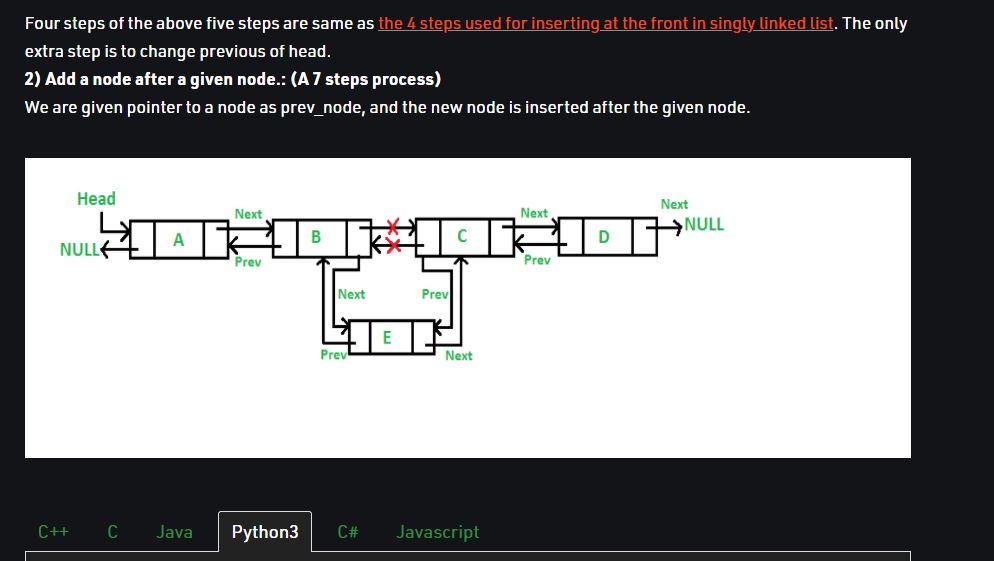 Four steps of the above five steps are same as the 4 steps used for inserting at the front in singly linked list. The only
extra step is to change previous of head.
2) Add a node after a given node.: (A 7 steps process)
We are given pointer to a node as prev_node, and the new node is inserted after the given node.
Head
Next
Next
Next
NULL
A
B
C
D
NULL
Prev
Prev
Next
Prev
E
Prev
Next
C++ C Java Python3 C# Javascript